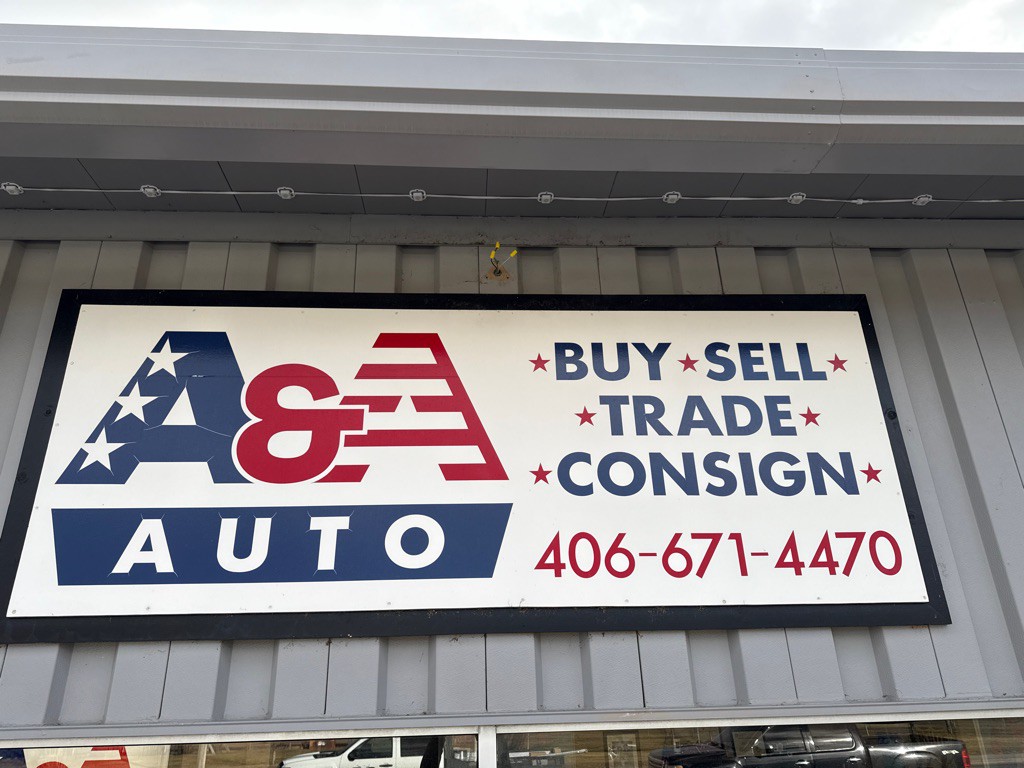 A&A
AUTO
BUY SELL
TRADE
CONSIGN
406-671-4470